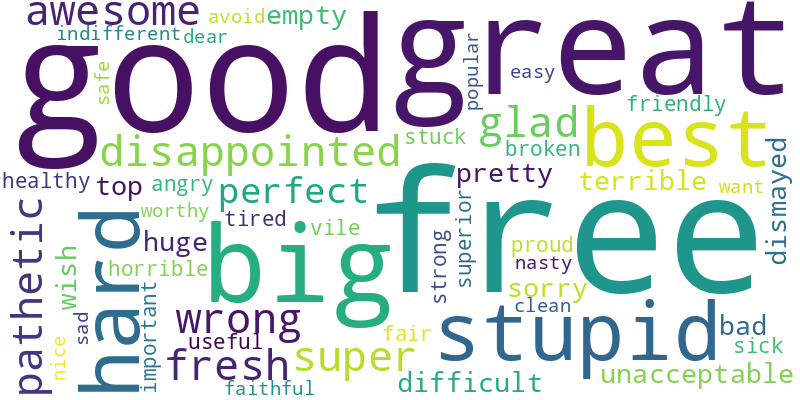 awesome
avoid
empty
indifferent
dear
good
great
popular
easy
safe
friendly
glad
best
stuck
disappointed
broken
dismayed
healthy
top
angry
perfect
pretty
terrible
want
free
worthy
tired
vile
pathetic
hard
wish
huge
big
strong
superior
proud
horrible
nasty
sorry
important
clean
sad
wrong
fair
stupid
bad
useful
sick
nice
fresh
super
faithful
difficult
unacceptable